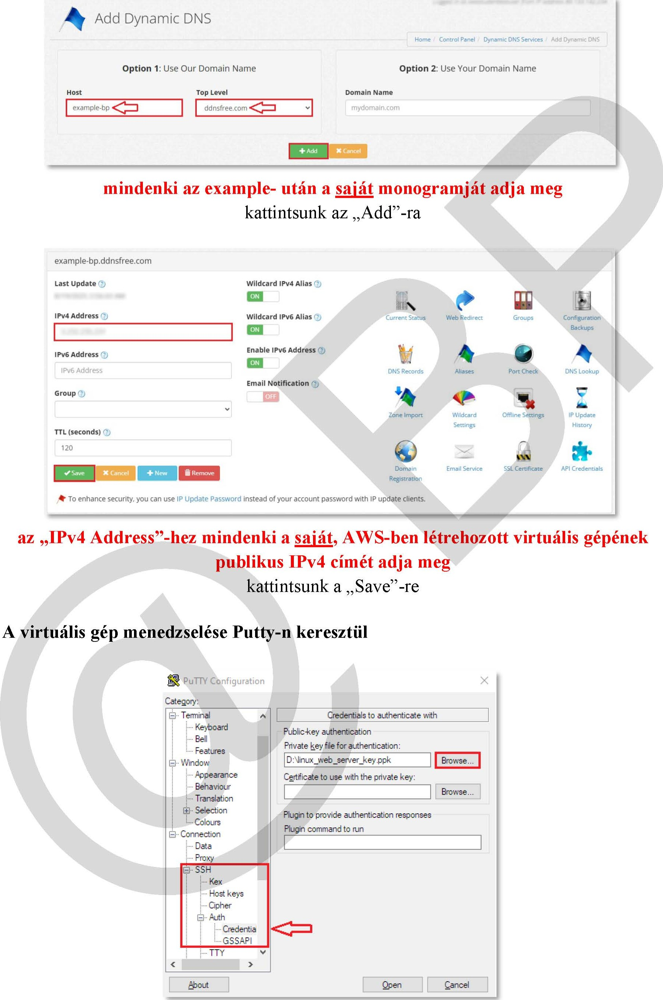 Add Dynamic DNS
Home / Control Panel / Dynamic DNS Services / Add Dynamic DNS
Option 1: Use Our Domain Name
Host
Top Level
example-bp
ddnsfree.com
Option 2: Use Your Domain Name
Domain Name
mydomain.com
Add
Cancel
mindenki az example- után a saját monogramját adja meg
kattintsunk az „Add”-ra
example-bp.ddnsfree.com
Last Update
IPv4 Address
IPv6 Address
IPv6 Address
Group
TTL (seconds)
120
Save
Cancel
New
Remove
Wildcard IPv4 Alias
ON
Wildcard IPv6 Alias
ON
Enable IPv6 Address
ON
Email Notification
OFF
Current Status
Web Redirect
Groups
Configuration
Backups
DNS Records
Aliases
Port Check
DNS Lookup
Zone Import
Wildcard
Settings
Offline Settings
IP Update
History
Domain
Registration
Email Service
SSL Certificate
API Credentials
To enhance security, you can use IP Update Password instead of your account password with IP update clients.
az „IPv4 Address”-hez mindenki a saját, AWS-ben létrehozott virtuális gépének
publikus IPv4 címét adja meg
kattintsunk a „Save”-re
A virtuális gép menedzselése Putty-n keresztül
PuTTY Configuration
Category:
Terminal
Keyboard
Bell
Features
Window
Appearance
Behaviour
Translation
Selection
Colours
Connection
Data
Proxy
SSH
Kex
Host keys
Cipher
Auth
Credentia
GSSAPI
TTY
Credentials to authenticate with
Public-key authentication
Private key file for authentication:
D:\linux_web_server_key.ppk
Browse...
Certificate to use with the private key:
Browse...
Plugin to provide authentication responses
Plugin command to run
About
Open
Cancel
© BP